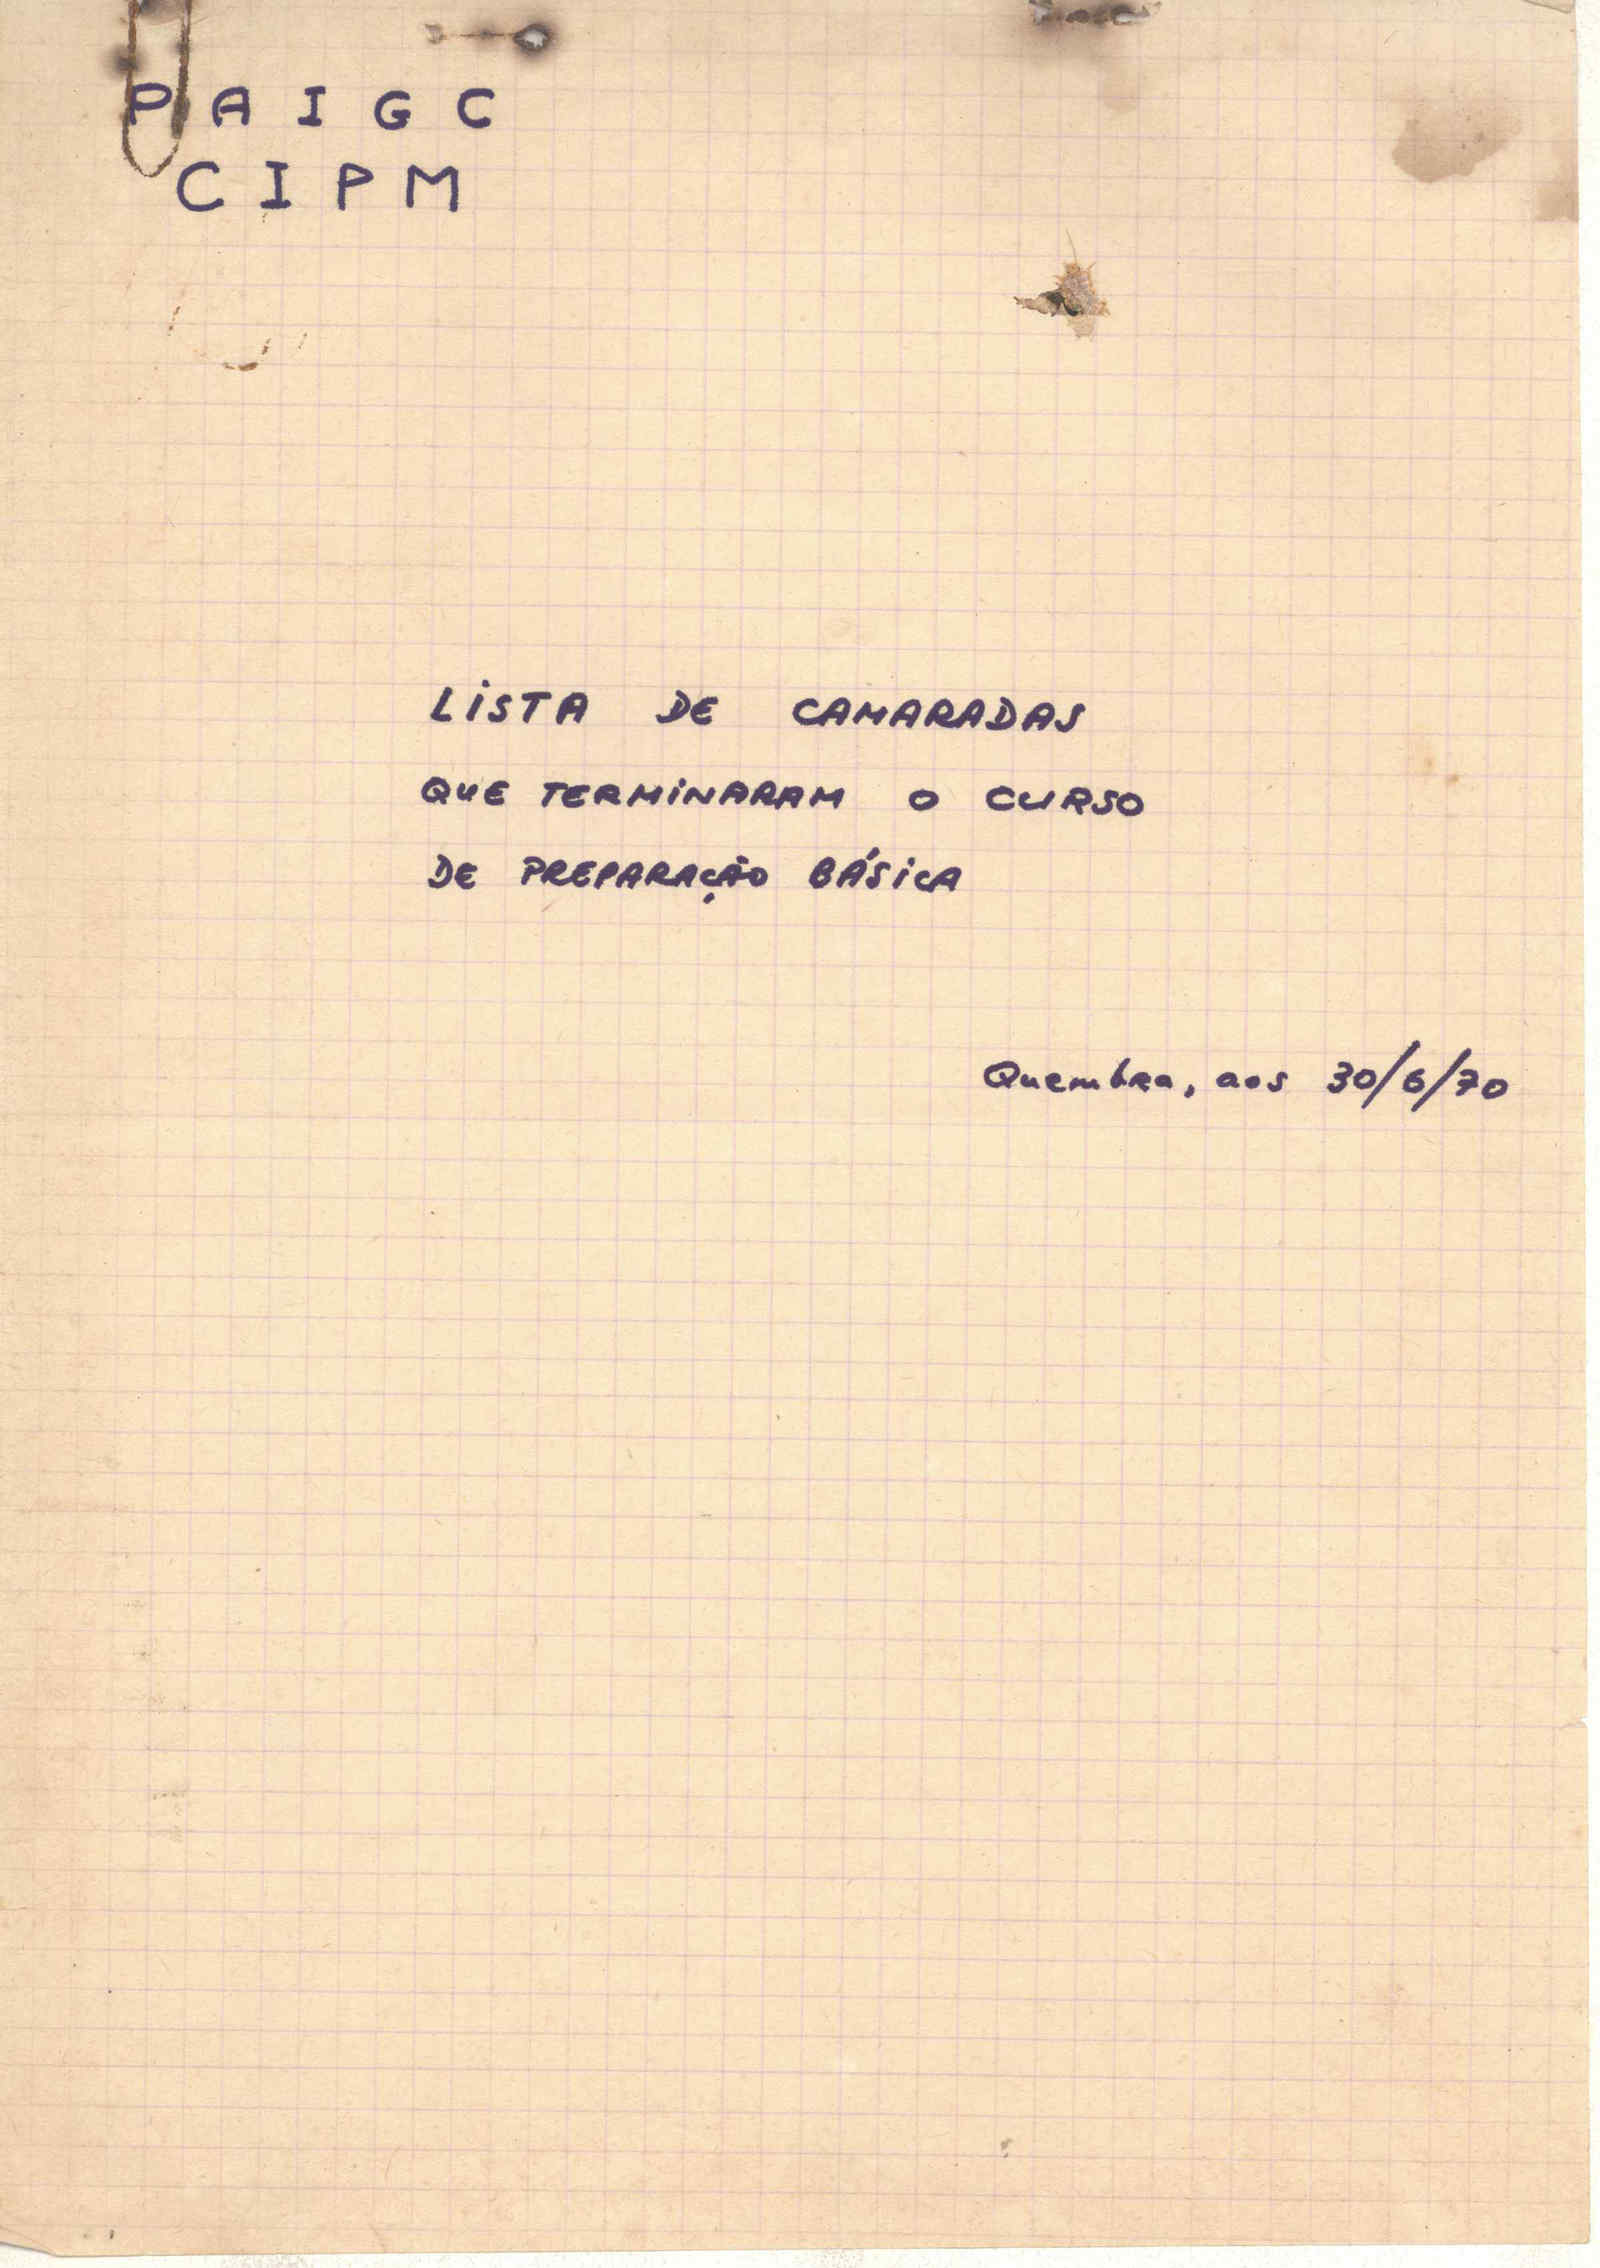 PAIGC
CIPM
LISTA DE CAMARADAS
QUE TERMINARAM O CURSO
DE PREPARAÇÃO BÁSICA
Quembra, aos 30/6/70